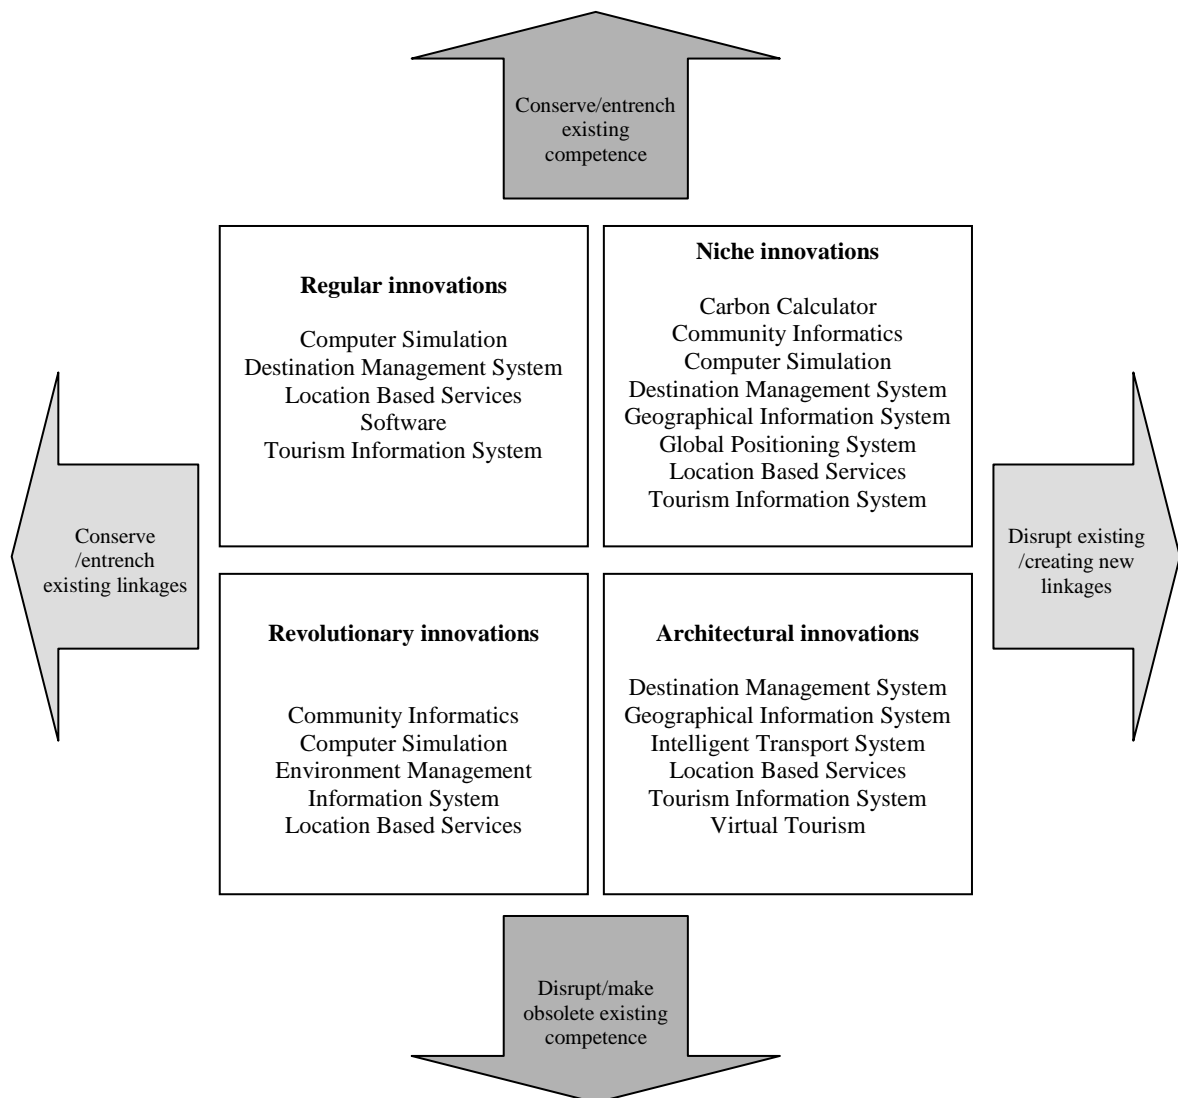 Conserve/entrench
existing
competence
Regular innovations
Computer Simulation
Destination Management System
Location Based Services
Software
Tourism Information System
Niche innovations
Carbon Calculator
Community Informatics
Computer Simulation
Destination Management System
Geographical Information System
Global Positioning System
Location Based Services
Tourism Information System
Conserve
/entrench
existing linkages
Disrupt existing
/creating new
linkages
Revolutionary innovations
Community Informatics
Computer Simulation
Environment Management
Information System
Location Based Services
Architectural innovations
Destination Management System
Geographical Information System
Intelligent Transport System
Location Based Services
Tourism Information System
Virtual Tourism
Disrupt/make
obsolete existing
competence